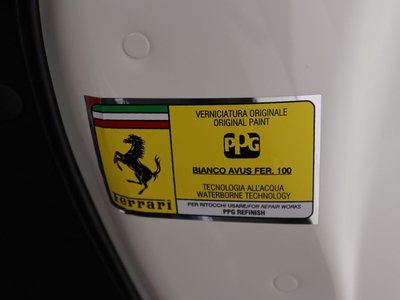 VERNICIATURA ORIGINALE
ORIGINAL PAINT
PPG
BIANCO AVUS FER. 100
TECNOLOGIA ALL'ACQUA
WATERBORNE TECHNOLOGY
Ferrari
PER RITOCCHI USARE/FOR REPAIR WORKS
PPG REFINISH